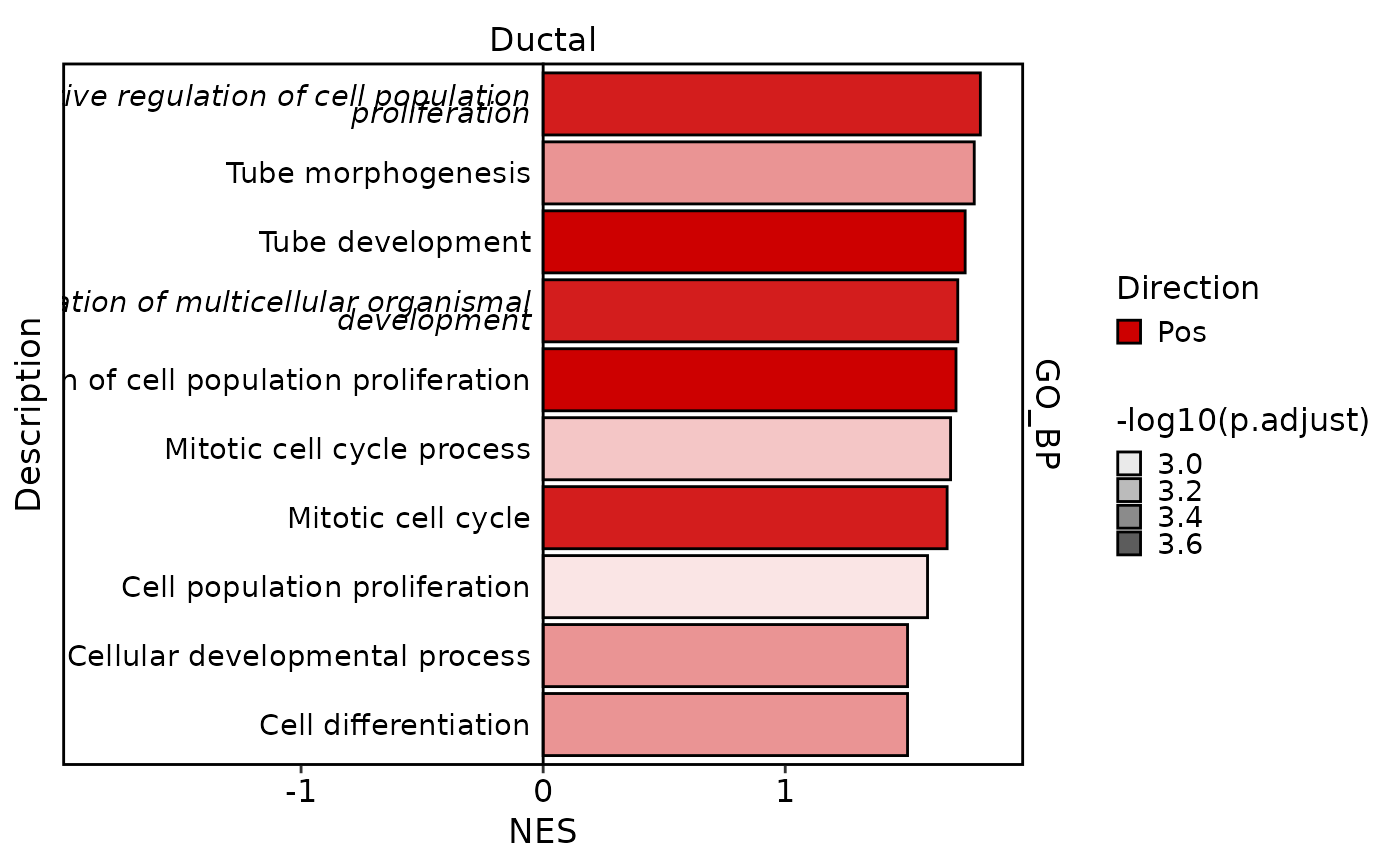 Ductal
regulation of cell population
proliferation
Tube morphogenesis
Tube development
of multicellular organismal
development
of cell population proliferation
Mitotic cell cycle process
Mitotic cell cycle
Cell population proliferation
Cellular developmental process
Cell differentiation
Description
-1 0 1
NES
GO_BP
Direction
Pos
-log10(p.adjust)
3.0
3.2
3.4
3.6